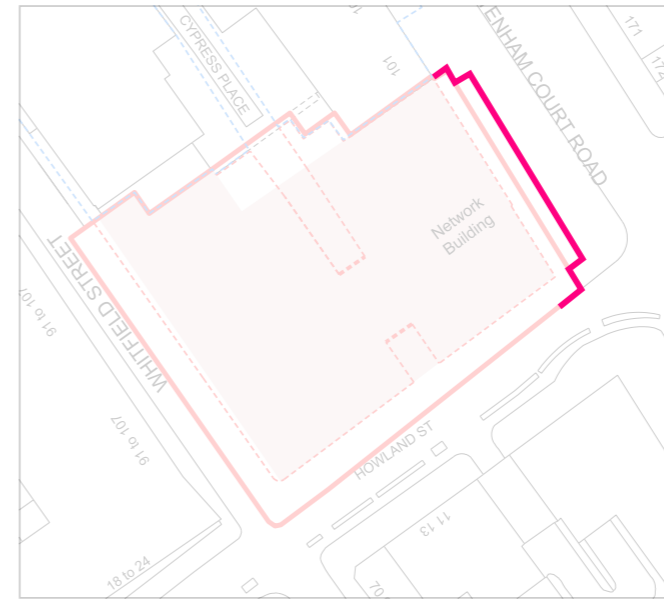 CYPRESS PLACE
101
ENHAM COURT ROAD
171
172
Network
Building
WHITFIELD STREET
91 to 107
91 to 107
HOWLAND ST
11 13
18 to 24
70